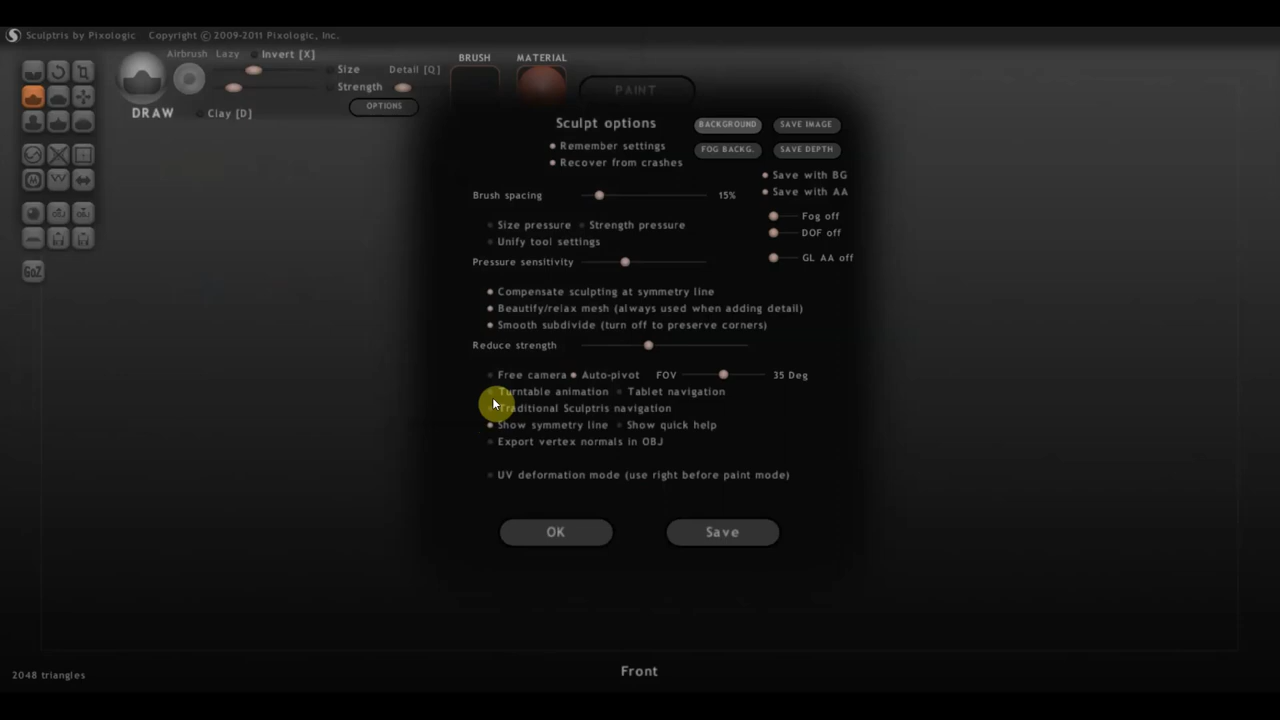 Sculptris by Pixologic Copyright © 2009-2011 Pixologic, Inc.
Airbrush Lazy Invert [X]
BRUSH MATERIAL
Size Detail [Q]
Strength
PAINT
OPTIONS
DRAW Clay [D]
Sculpt options BACKGROUND SAVE IMAGE
Remember settings FOG BACKG. SAVE DEPTH
Recover from crashes
Save with BG
Brush spacing 15% Save with AA
Fog off
Size pressure Strength pressure DOF off
Unify tool settings
Pressure sensitivity GL AA off
Compensate sculpting at symmetry line
Beautify/relax mesh (always used when adding detail)
Smooth subdivide (turn off to preserve corners)
Reduce strength
Free camera Auto-pivot FOV 35 Deg
Turntable animation Tablet navigation
Traditional Sculptris navigation
Show symmetry line Show quick help
Export vertex normals in OBJ
UV deformation mode (use right before paint mode)
OK Save
GoZ
Front
2048 triangles